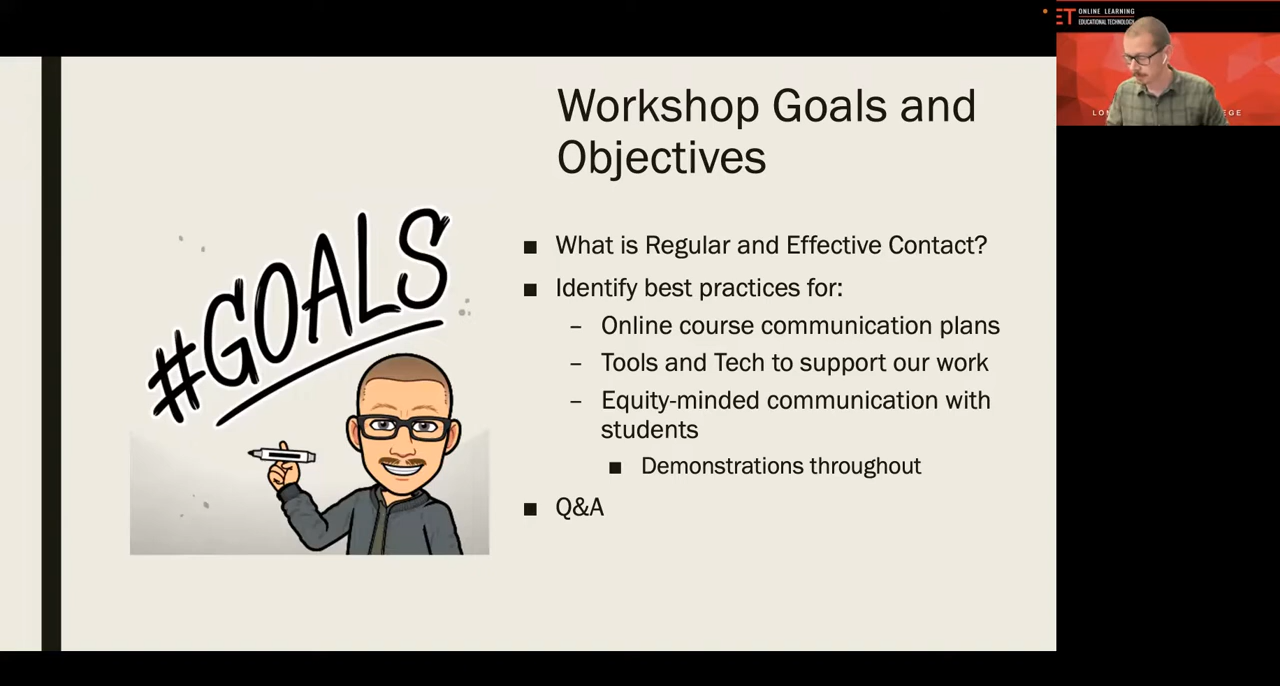 ET ONLINE LEARNING
EDUCATIONAL TECHNOLOGY
Workshop Goals and
Objectives
#GOALS
■ What is Regular and Effective Contact?
■ Identify best practices for:
– Online course communication plans
– Tools and Tech to support our work
– Equity-minded communication with
students
■ Demonstrations throughout
■ Q&A